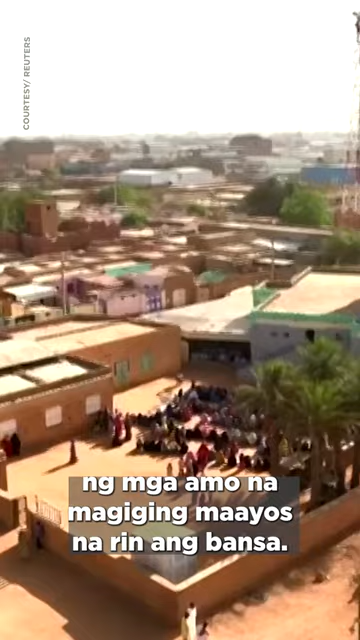 COURTESY/ REUTERS
ng mga amo na
magiging maayos
na rin ang bansa.